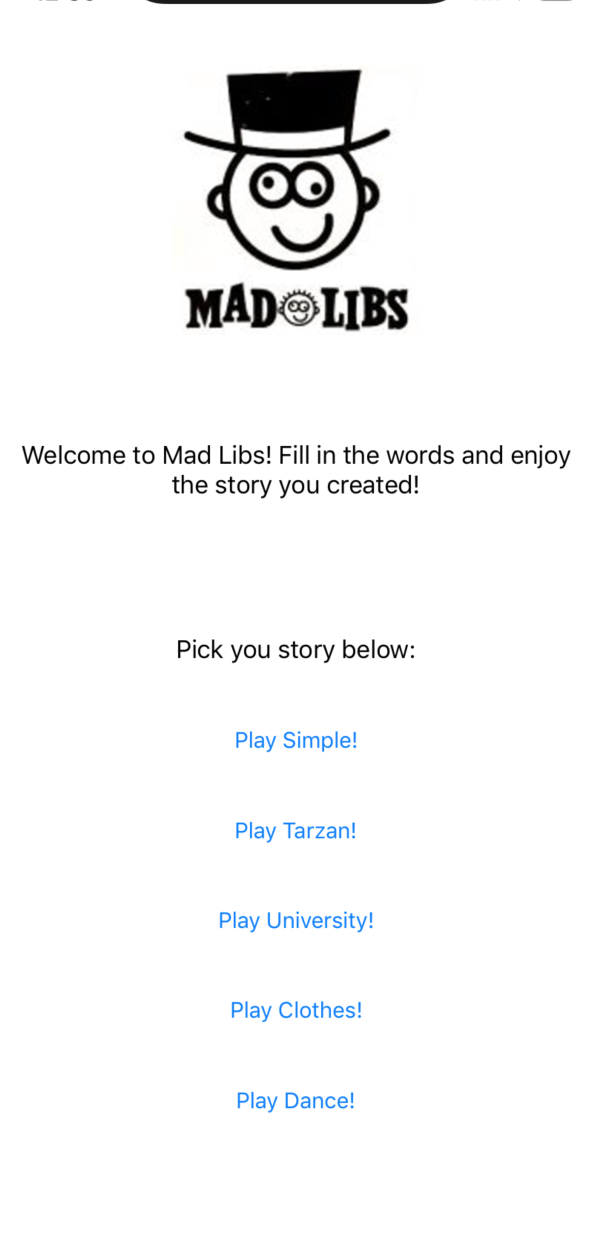 MAD LIBS
Welcome to Mad Libs! Fill in the words and enjoy
the story you created!
Pick you story below:
Play Simple!
Play Tarzan!
Play University!
Play Clothes!
Play Dance!